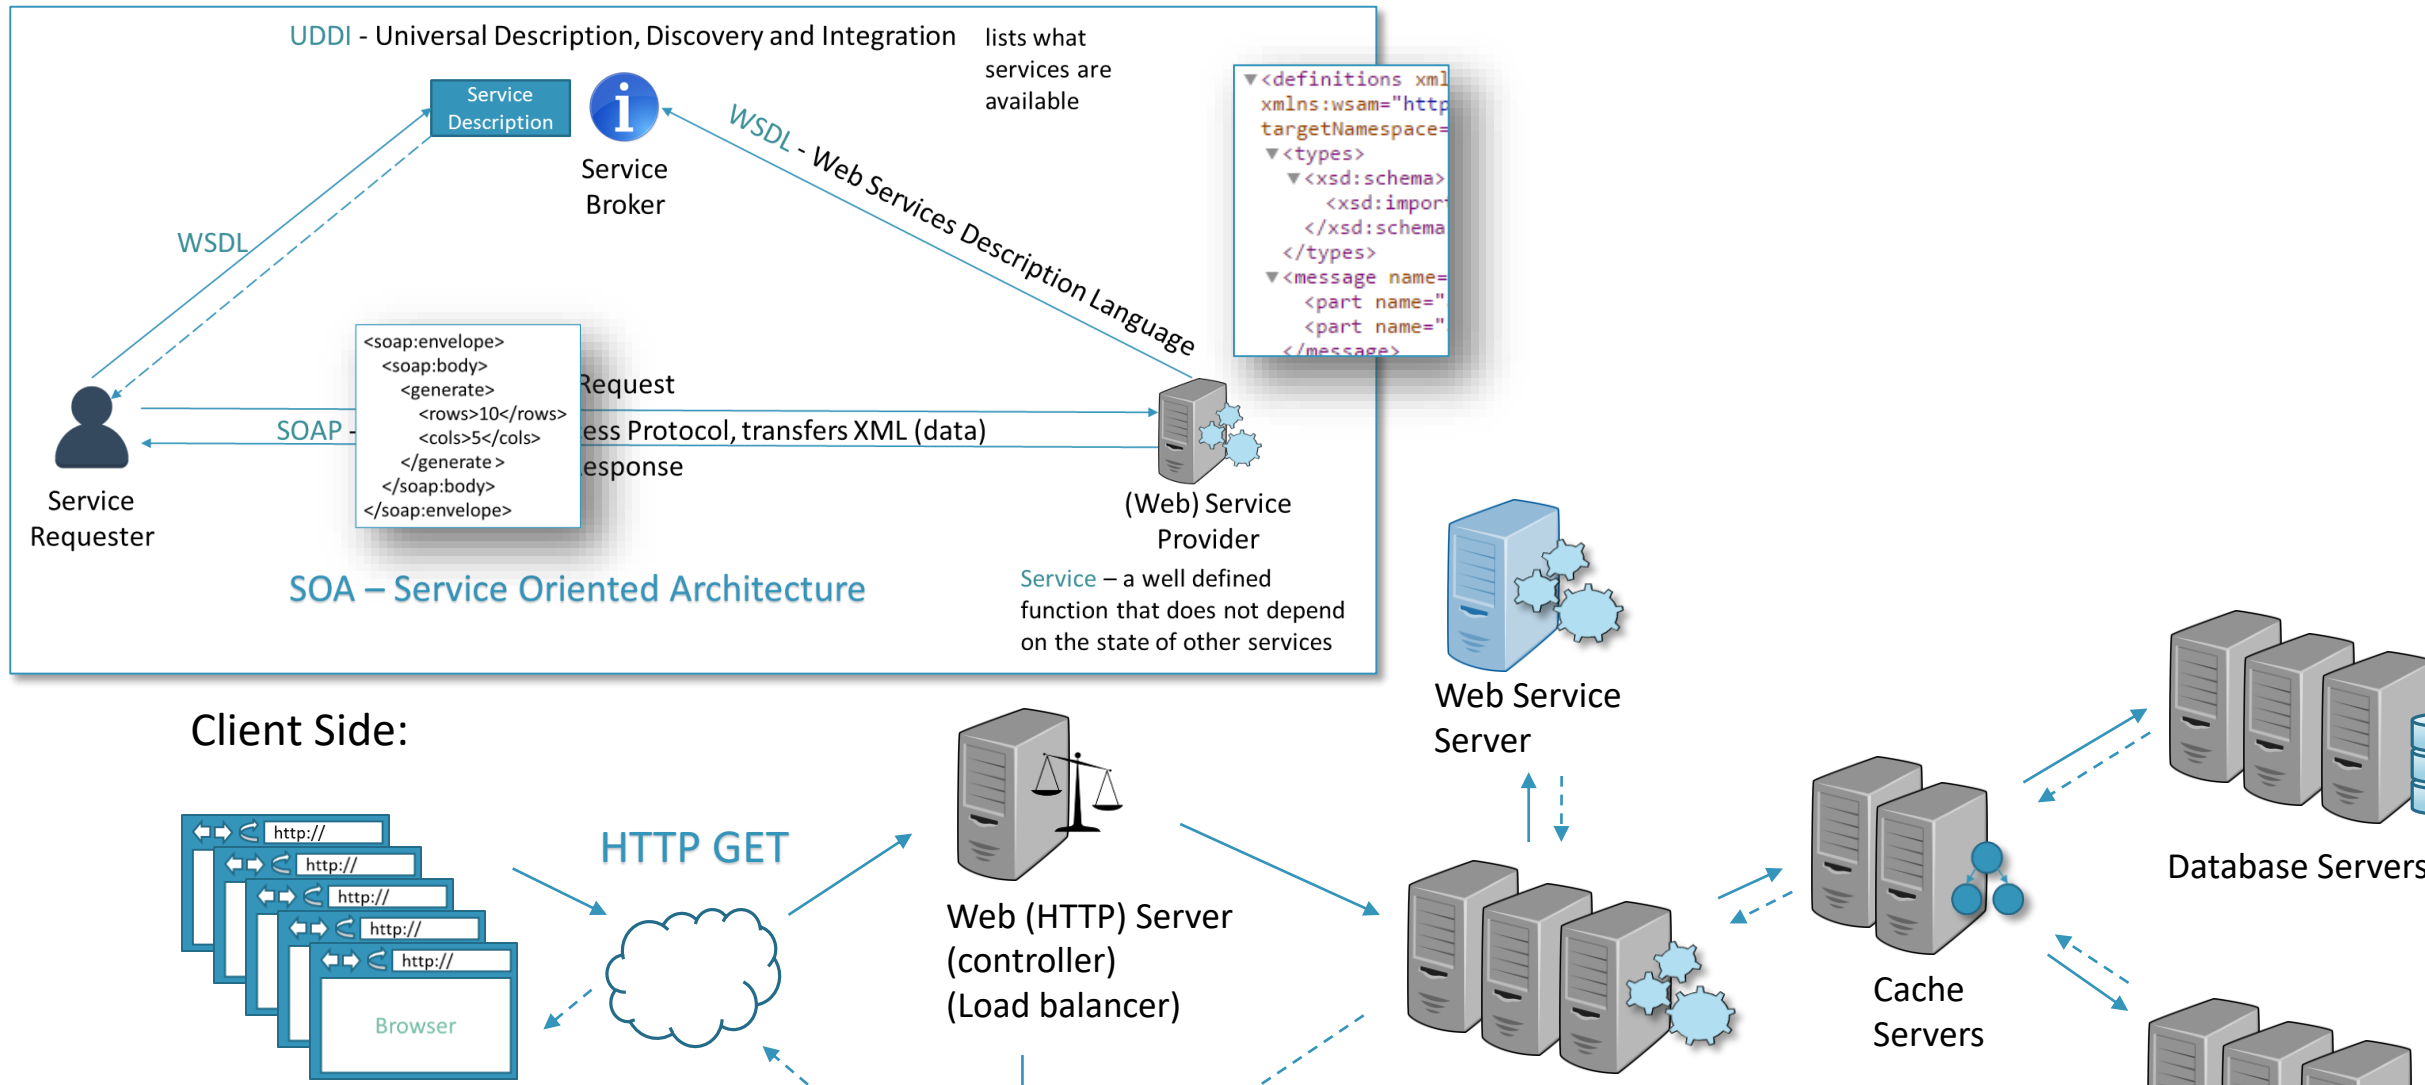 UDDI - Universal Description, Discovery and Integration
lists what
services are
available
Service
Description
Service
Broker
WSDL - Web Services Description Language
WSDL
<definitions xml
xmlns:wsam="http
targetNamespace=
<types>
<xsd:schema>
<xsd:impor
</xsd:schema
</types>
<message name=
<part name="
<part name="
</message>
<soap:envelope>
<soap:body>
<generate>
<rows>10</rows>
<cols>5</cols>
</generate >
</soap:body>
</soap:envelope>
Request
SOAP - ess Protocol, transfers XML (data)
esponse
Service
Requester
(Web) Service
Provider
SOA – Service Oriented Architecture
Service – a well defined
function that does not depend
on the state of other services
Web Service
Server
Client Side:
http://
http://
http://
http://
http://
Browser
HTTP GET
Web (HTTP) Server
(controller)
(Load balancer)
Cache
Servers
Database Servers